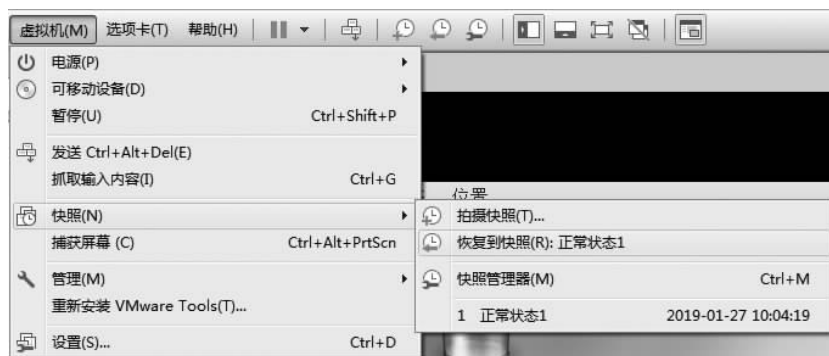 虚拟机(M) 选项卡(T) 帮助(H)
电源(P)
可移动设备(D)
暂停(U) Ctrl+Shift+P
发送 Ctrl+Alt+Del(E)
抓取输入内容(I) Ctrl+G
位置
快照(N)
拍摄快照(T)...
捕获屏幕 (C) Ctrl+Alt+PrtScn
恢复到快照(R): 正常状态1
管理(M)
快照管理器(M) Ctrl+M
重新安装 VMware Tools(T)...
1 正常状态1 2019-01-27 10:04:19
设置(S)... Ctrl+D